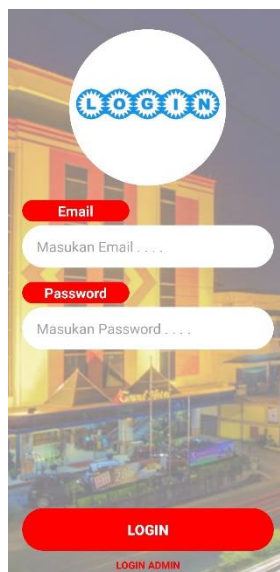 LOGIN
Email
Masukan Email . . . .
Password
Masukan Password . . . .
LOGIN
LOGIN ADMIN